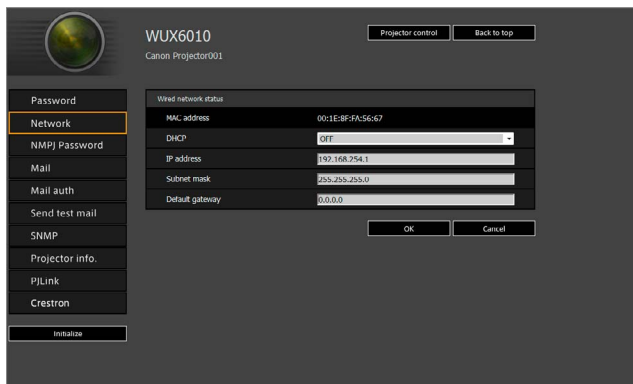 WUX6010
Canon Projector001
Projector control
Back to top
Password
Network
NMPJ Password
Mail
Mail auth
Send test mail
SNMP
Projector info.
PJLink
Crestron
Initialize
Wired network status
MAC address 00:1E:8F:FA:56:67
DHCP OFF
IP address 192.168.254.1
Subnet mask 255.255.255.0
Default gateway 0.0.0.0
OK
Cancel